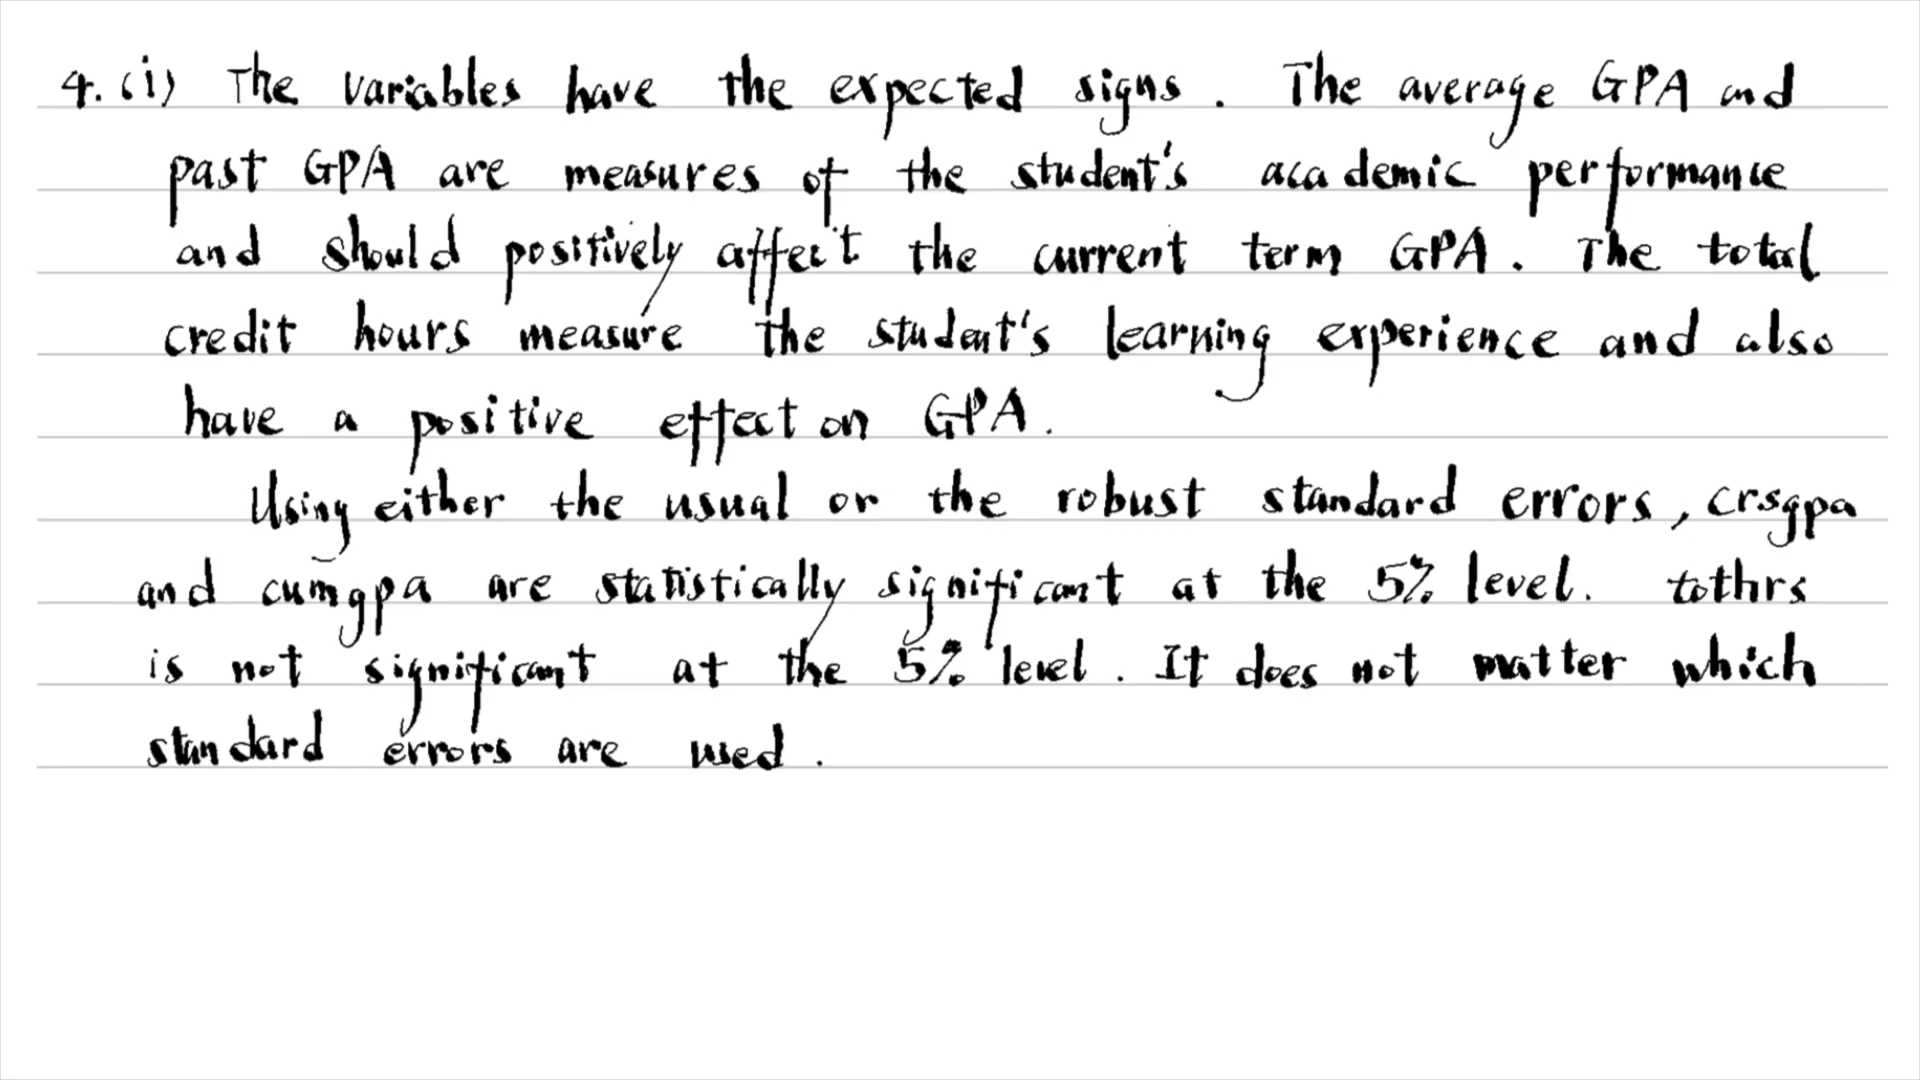 4. (i) The variables have the expected signs. The average GPA and
past GPA are measures of the student's academic performance
and should positively affect the current term GPA. The total
credit hours measure the student's learning experience and also
have a positive effect on GPA.
Using either the usual or the robust standard errors, crsgpa
and cumgpa are statistically significant at the 5% level. tothrs
is not significant at the 5% level. It does not matter which
standard errors are used.